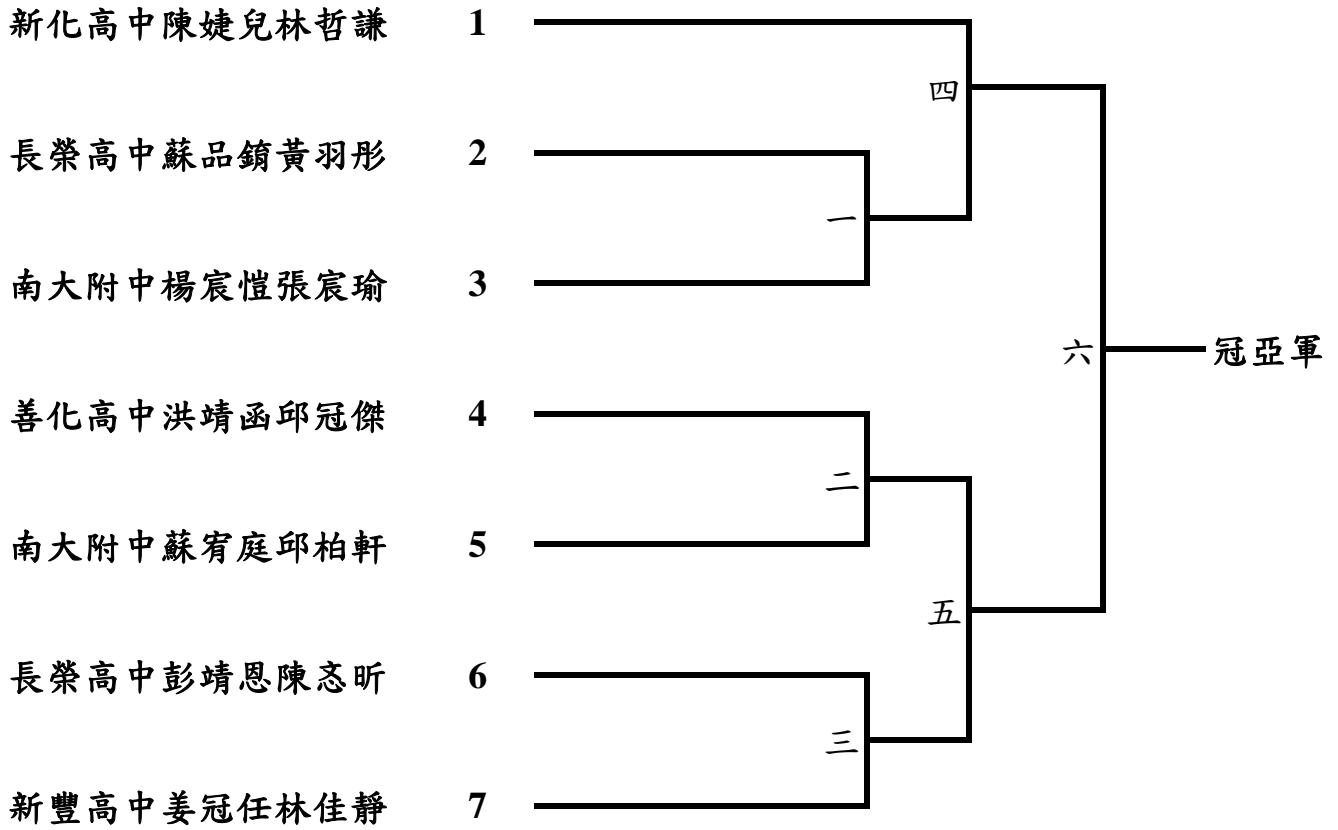 新化高中陳婕兒林哲謙 1
四
長榮高中蘇品錥黃羽彤 2
一
南大附中楊宸愷張宸瑜 3
六 冠亞軍
善化高中洪靖函邱冠傑 4
二
南大附中蘇宥庭邱柏軒 5
五
長榮高中彭靖恩陳忞昕 6
三
新豐高中姜冠任林佳靜 7